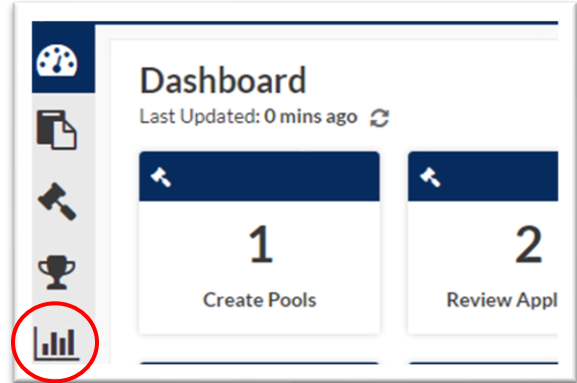 Dashboard
Last Updated: 0 mins ago
1
2
Create Pools
Review Appl